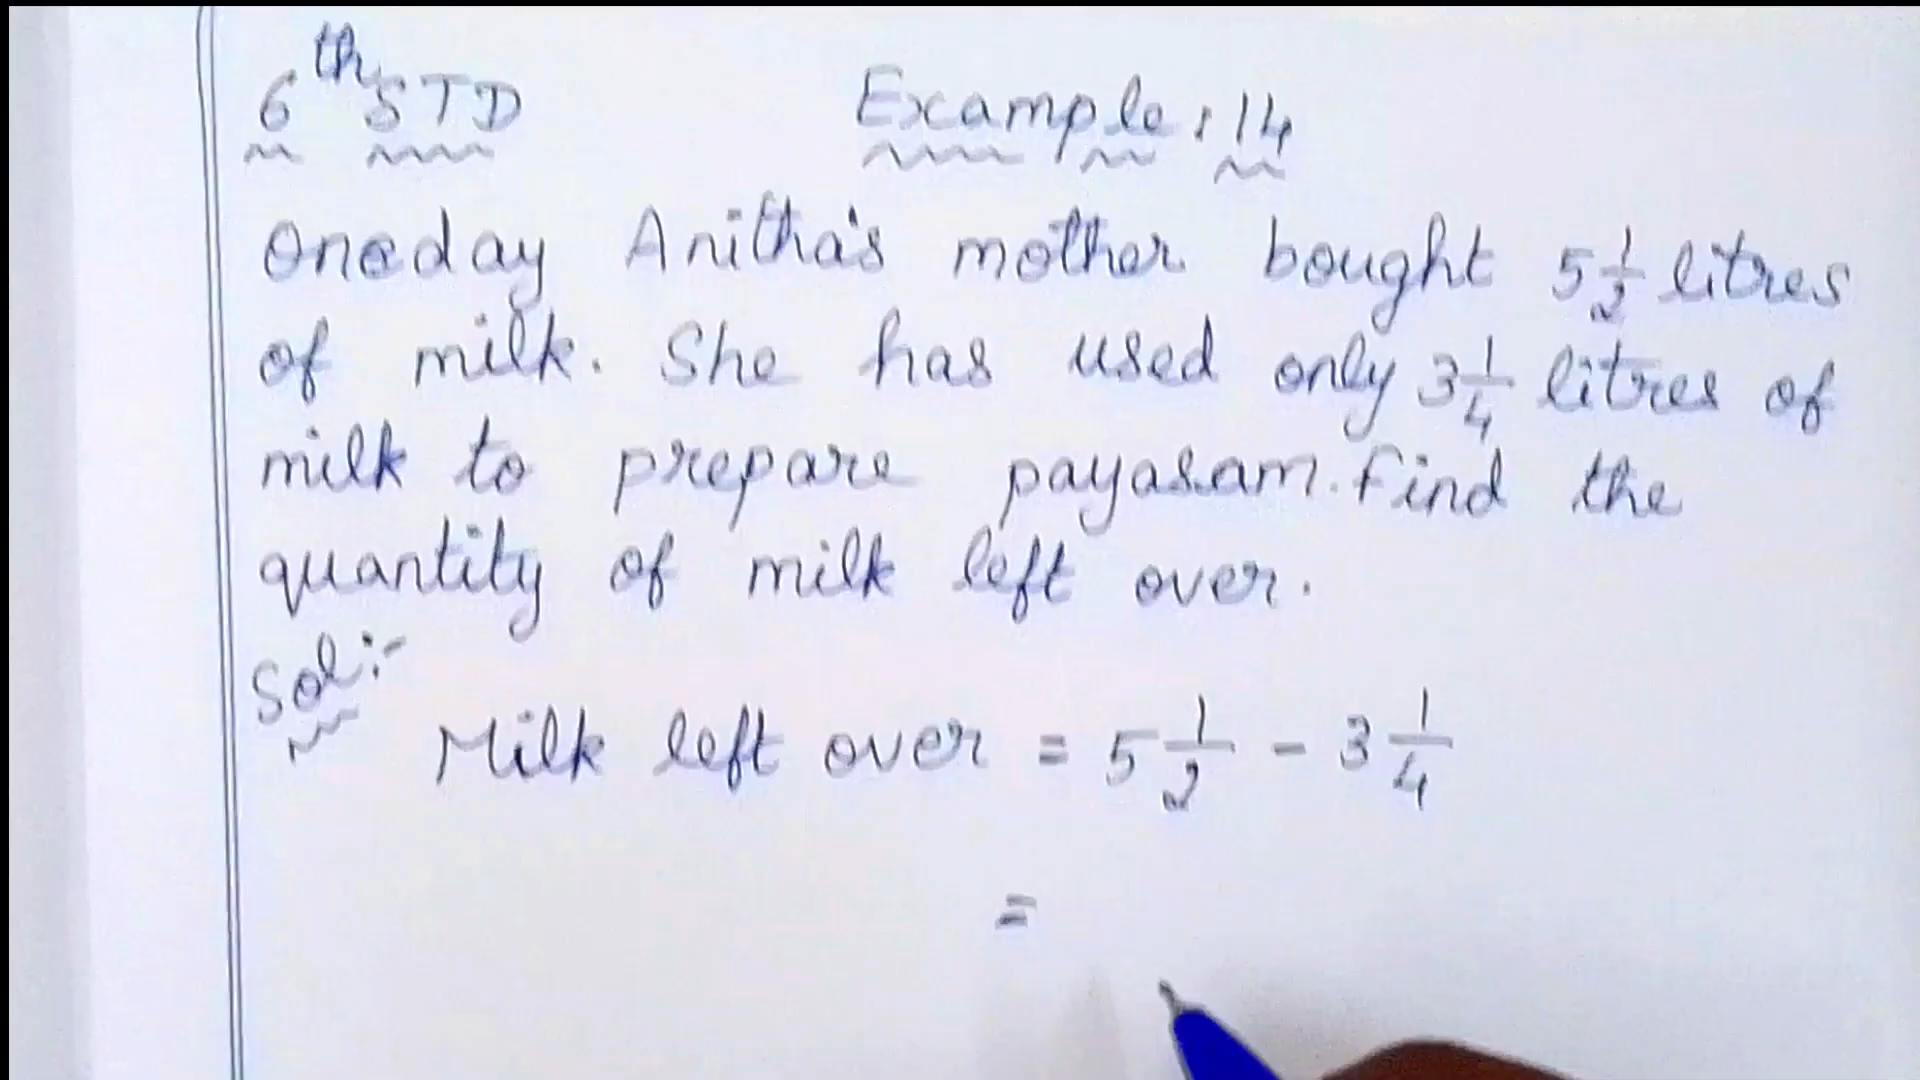 6th STD Example: 14
Oneday Anitha's mother bought 5 1/2 litres
of milk. She has used only 3 1/4 litres of
milk to prepare payasam. Find the
quantity of milk left over.
Sol:-
Milk left over = 5 1/2 - 3 1/4
=